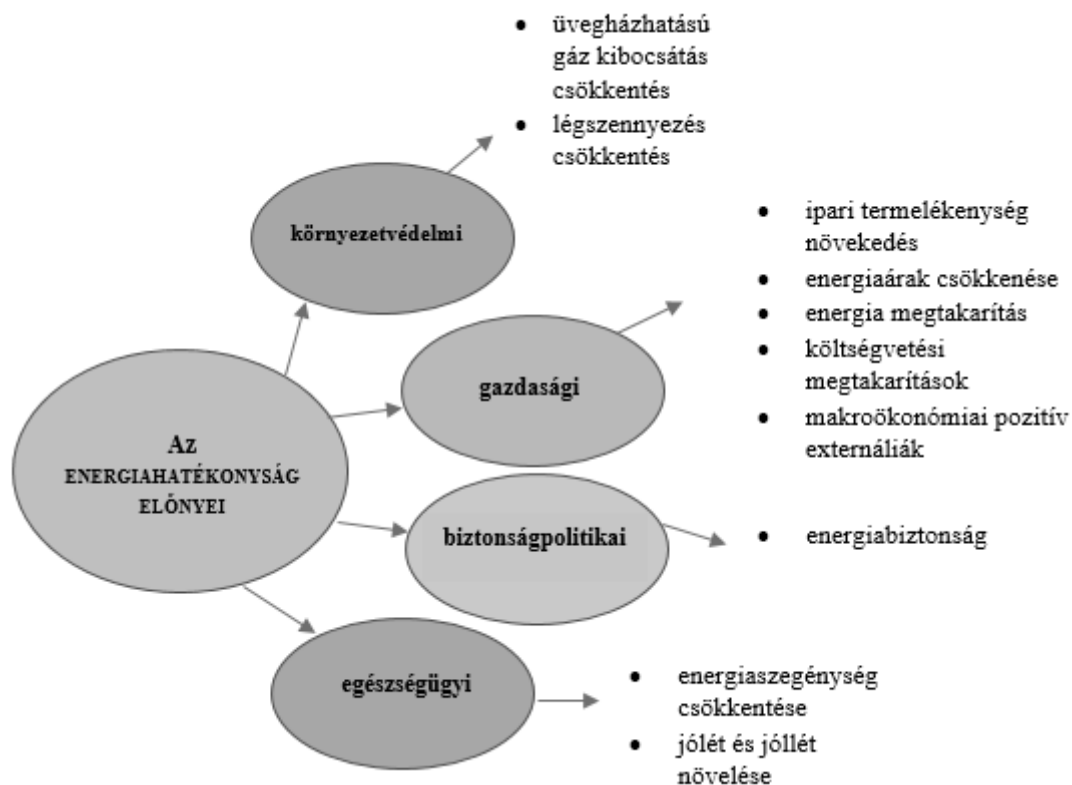 • üvegházhatású
gáz kibocsátás
csökkentés
• légszennyezés
csökkentés
környezetvédelmi
• ipari termelékenység
növekedés
• energiaárak csökkenése
• energia megtakarítás
• költségvetési
megtakarítások
• makroökonómiai pozitív
externáliák
gazdasági
Az
ENERGIAHATÉKONYSÁG
ELŐNYEI
biztonságpolitikai
• energiabiztonság
egészségügyi
• energiaszegénység
csökkentése
• jólét és jóllét
növelése